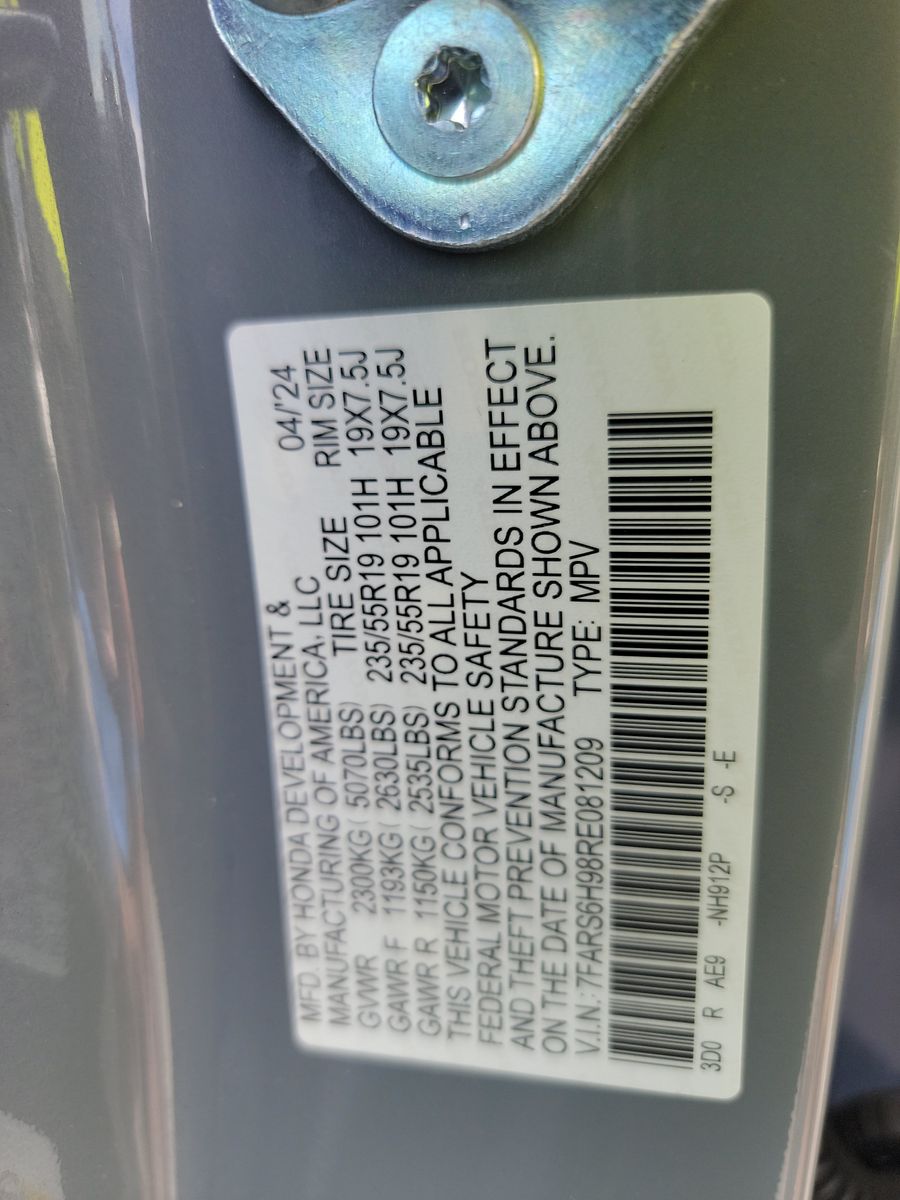 MFD. BY HONDA DEVELOPMENT &
MANUFACTURING OF AMERICA, LLC 04/'24
TIRE SIZE RIM SIZE
GVWR 2300KG ( 5070LBS)
GAWR F 1193KG ( 2630LBS) 235/55R19 101H 19X7.5J
GAWR R 1150KG ( 2535LBS) 235/55R19 101H 19X7.5J
THIS VEHICLE CONFORMS TO ALL APPLICABLE
FEDERAL MOTOR VEHICLE SAFETY
AND THEFT PREVENTION STANDARDS IN EFFECT
ON THE DATE OF MANUFACTURE SHOWN ABOVE.
V.I.N.: 7FARS6H98RE081209 TYPE: MPV
3D0 R AE9 -NH912P -S -E